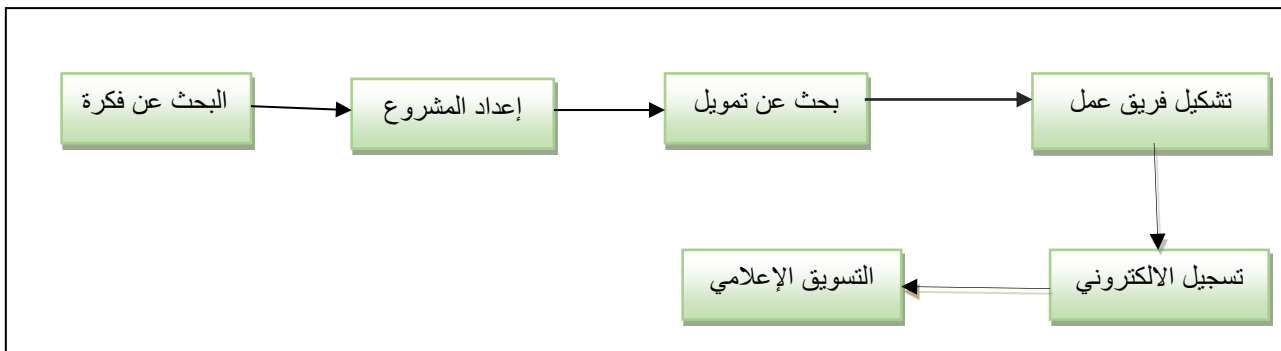 البحث عن فكرة
إعداد المشروع
بحث عن تمويل
تشكيل فريق عمل
تسجيل الالكتروني
التسويق الإعلامي